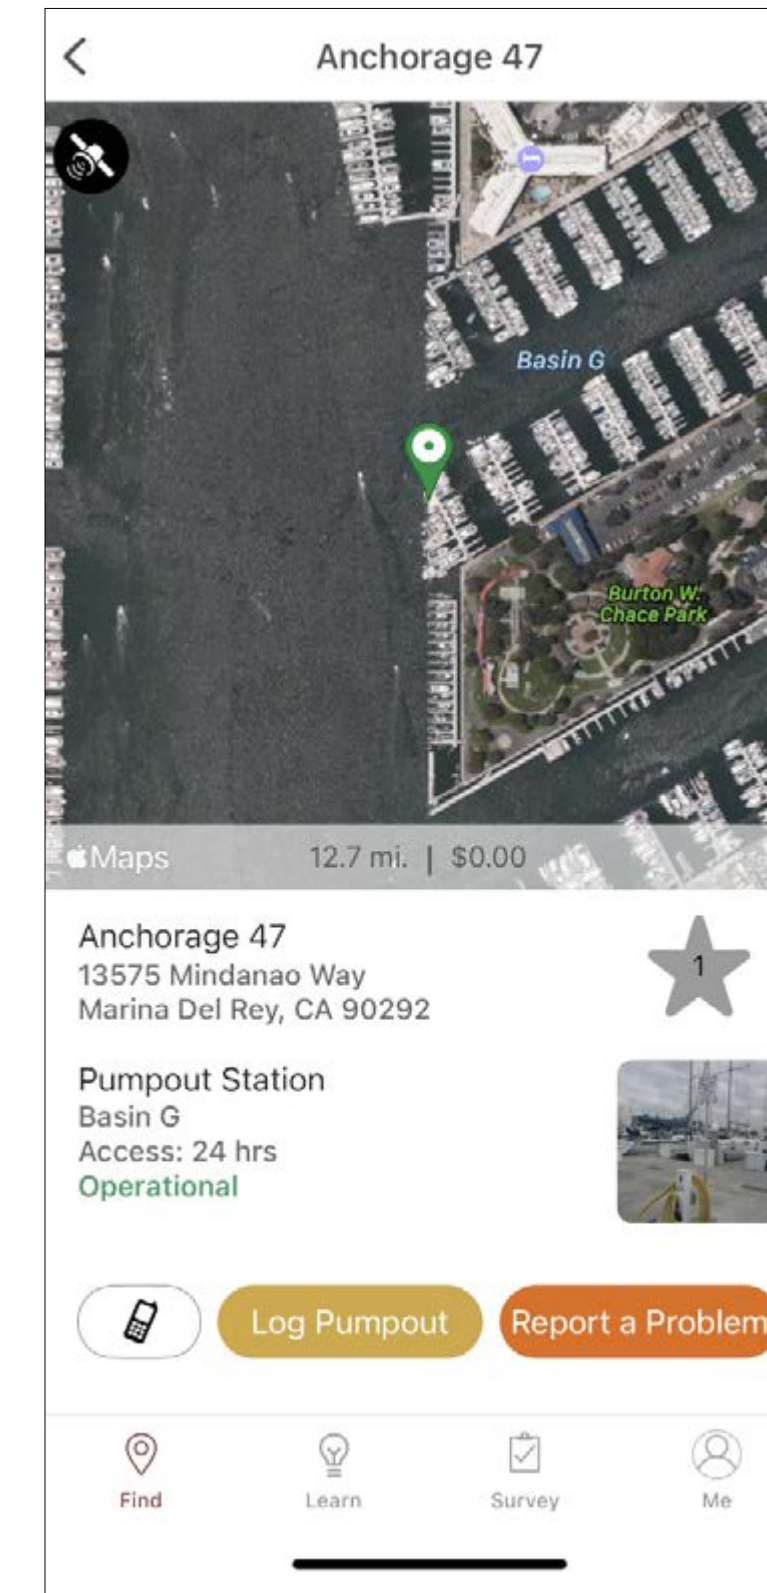 Anchorage 47
Basin G
Burton W.
Chace Park
Maps
12.7 mi. | $0.00
Anchorage 47
13575 Mindanao Way
Marina Del Rey, CA 90292
1
Pumpout Station
Basin G
Access: 24 hrs
Operational
Log Pumpout
Report a Problem
Find
Learn
Survey
Me